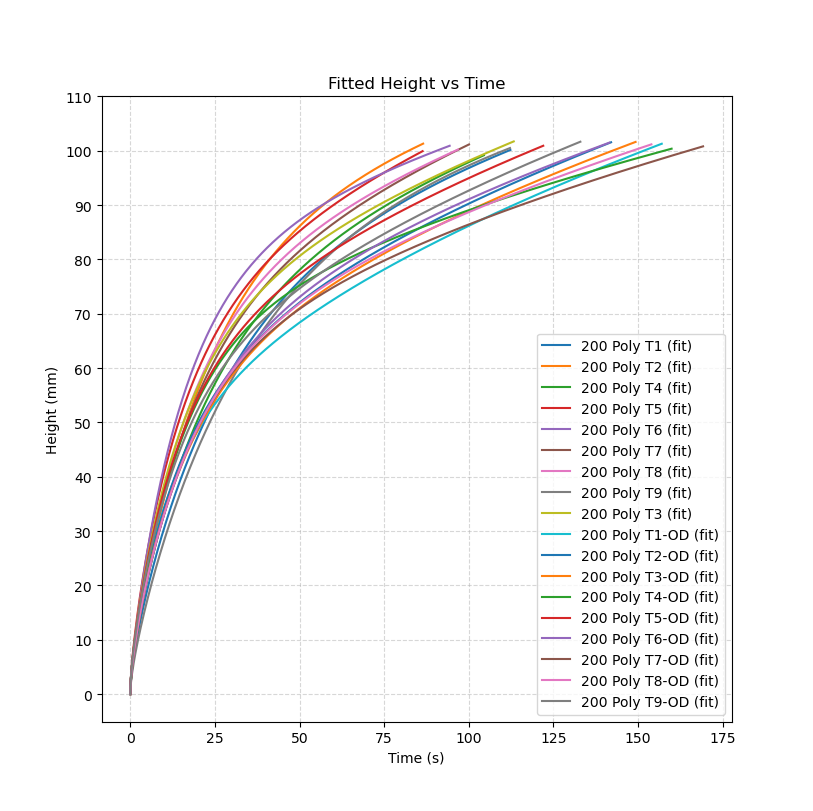 Fitted Height vs Time
110
100
90
80
70
60
50
40
30
20
10
0
Height (mm)
200 Poly T1 (fit)
200 Poly T2 (fit)
200 Poly T4 (fit)
200 Poly T5 (fit)
200 Poly T6 (fit)
200 Poly T7 (fit)
200 Poly T8 (fit)
200 Poly T9 (fit)
200 Poly T3 (fit)
200 Poly T1-OD (fit)
200 Poly T2-OD (fit)
200 Poly T3-OD (fit)
200 Poly T4-OD (fit)
200 Poly T5-OD (fit)
200 Poly T6-OD (fit)
200 Poly T7-OD (fit)
200 Poly T8-OD (fit)
200 Poly T9-OD (fit)
0 25 50 75 100 125 150 175
Time (s)